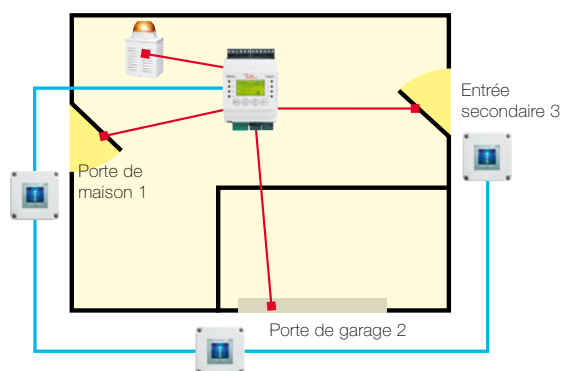 Entrée
secondaire 3
Porte de
maison 1
Porte de garage 2